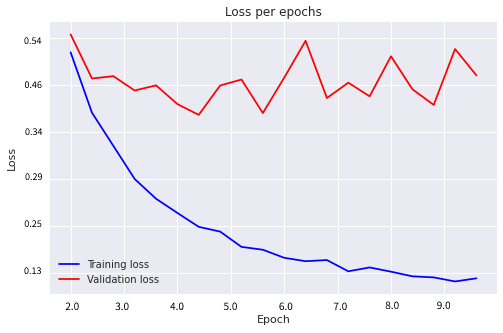 Loss per epochs
0.54
0.46
0.34
0.29
0.25
0.13
Loss
Training loss
Validation loss
2.0 3.0 4.0 5.0 6.0 7.0 8.0 9.0
Epoch